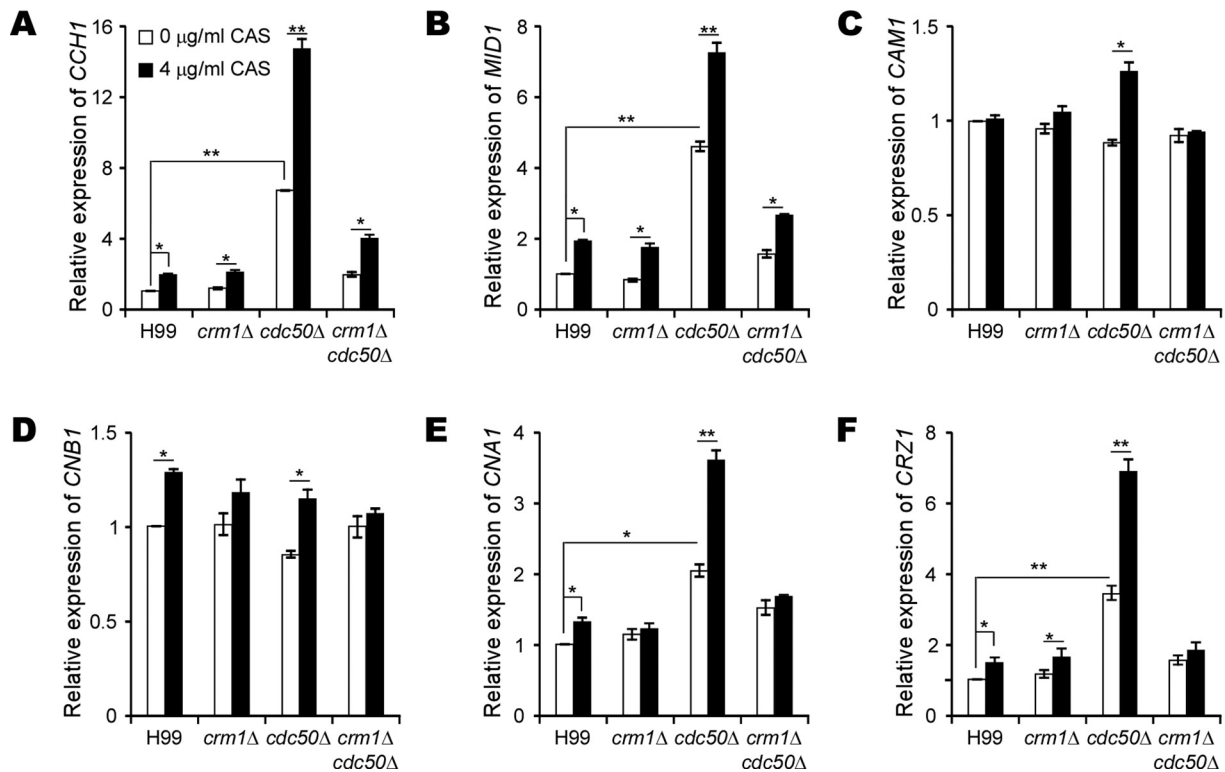 A
Relative expression of CCH1
16
12
8
4
0
0 μg/ml CAS
4 μg/ml CAS
**
**
*
*
*
H99
crm1Δ
cdc50Δ
crm1Δ
cdc50Δ
B
Relative expression of MID1
8
6
4
2
0
**
**
*
*
*
H99
crm1Δ
cdc50Δ
crm1Δ
cdc50Δ
C
Relative expression of CAM1
1.5
1
0.5
0
*
H99
crm1Δ
cdc50Δ
crm1Δ
cdc50Δ
D
Relative expression of CNB1
1.5
1
0.5
0
*
*
H99
crm1Δ
cdc50Δ
crm1Δ
cdc50Δ
E
Relative expression of CNA1
4
3
2
1
0
**
*
*
H99
crm1Δ
cdc50Δ
crm1Δ
cdc50Δ
F
Relative expression of CRZ1
8
6
4
2
0
**
**
*
*
H99
crm1Δ
cdc50Δ
crm1Δ
cdc50Δ